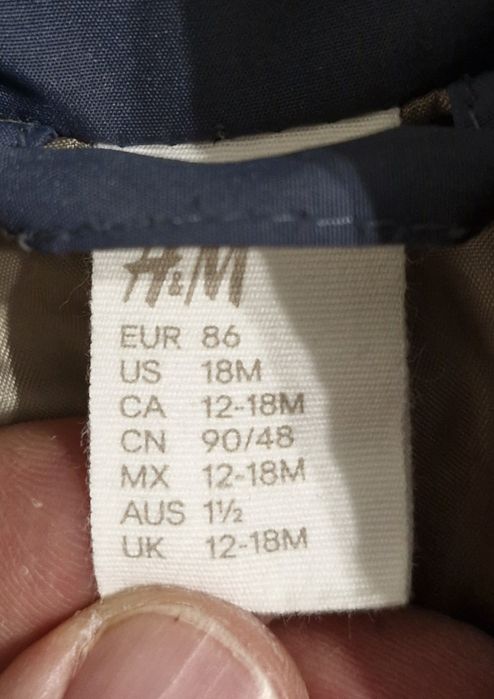 H&M
EUR 86
US 18M
CA 12-18M
CN 90/48
MX 12-18M
AUS 1½
UK 12-18M